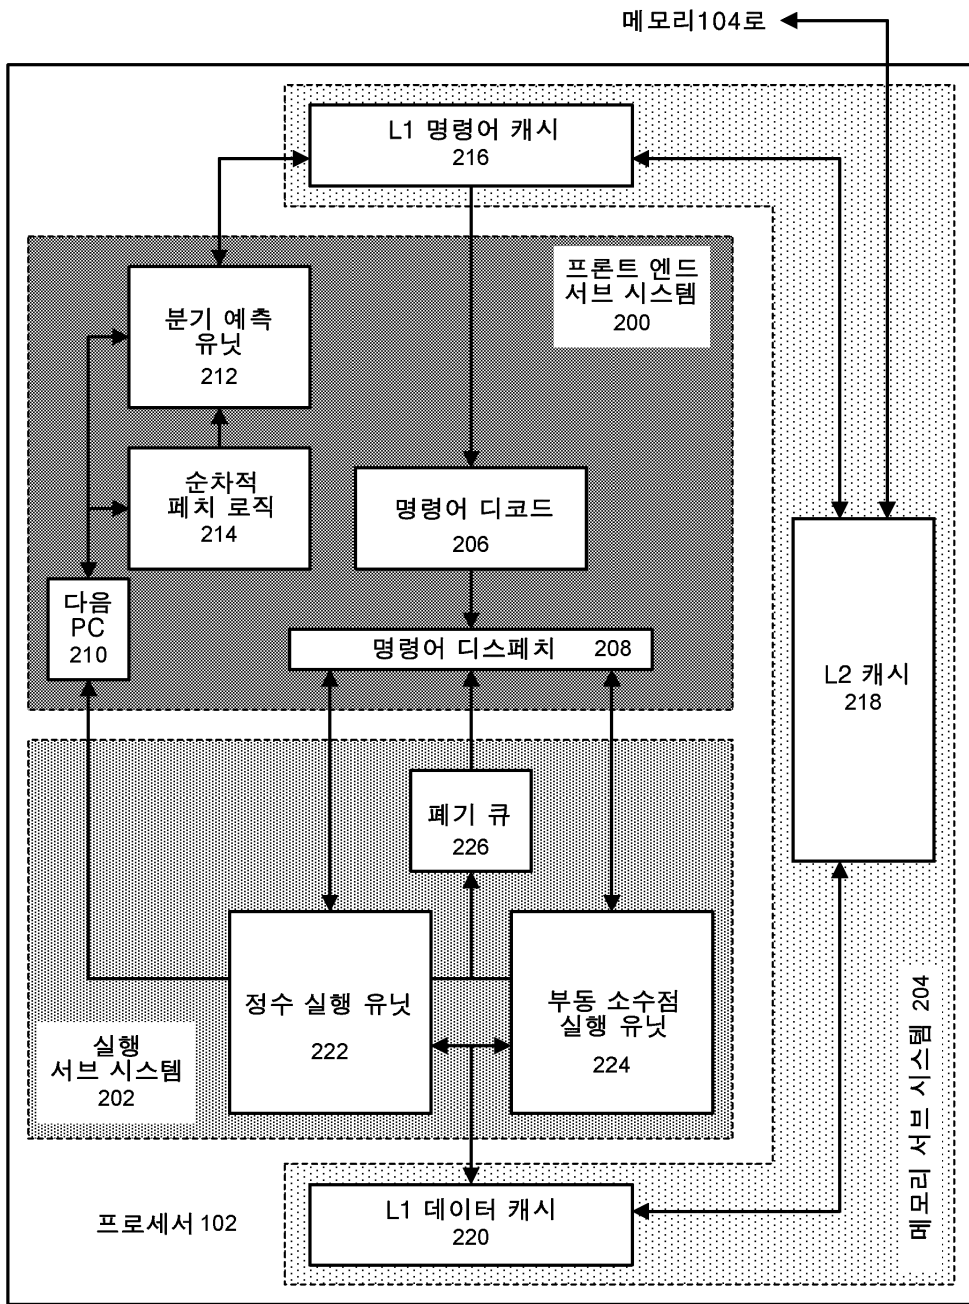 메모리104로
L1 명령어 캐시
216
프론트 엔드
서브 시스템
200
분기 예측
유닛
212
순차적
페치 로직
214
명령어 디코드
206
다음
PC
210
명령어 디스페치 208
L2 캐시
218
폐기 큐
226
정수 실행 유닛
222
부동 소수점
실행 유닛
224
실행
서브 시스템
202
메모리 서브 시스템 204
L1 데이터 캐시
220
프로세서 102